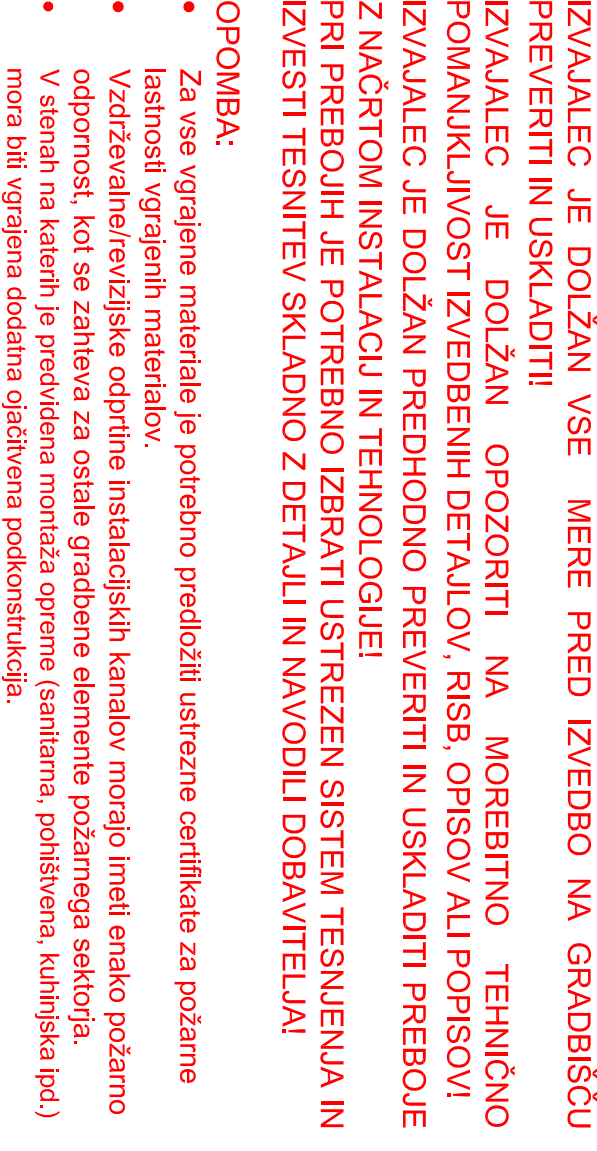 IZVAJALEC JE DOLŽAN VSE MERE PRED IZVEDBO NA GRADBIŠČU
PREVERITI IN USKLADITI!
IZVAJALEC JE DOLŽAN OPOZORITI NA MOREBITNO TEHNIČNO
POMANJKLJIVOST IZVEDBENIH DETAJLOV, RISB, OPISOV ALI POPISOV!
IZVAJALEC JE DOLŽAN PREDHODNO PREVERITI IN USKLADITI PREBOJE
Z NAČRTOM INSTALACIJ IN TEHNOLOGIJE!
PRI PREBOJIH JE POTREBNO IZBRATI USTREZEN SISTEM TESNJENJA IN
IZVESTI TESNITEV SKLADNO Z DETAJLI IN NAVODILI DOBAVITELJA!
OPOMBA:
• Za vse vgrajene materiale je potrebno predložiti ustrezne certifikate za požarne
lastnosti vgrajenih materialov.
• Vzdrževalne/revizijske odprtine instalacijskih kanalov morajo imeti enako požarno
odpornost, kot se zahteva za ostale gradbene elemente požarnega sektorja.
• V stenah na katerih je predvidena montaža opreme (sanitarna, pohištvena, kuhinjska ipd.)
mora biti vgrajena dodatna ojačitvena podkonstrukcija.